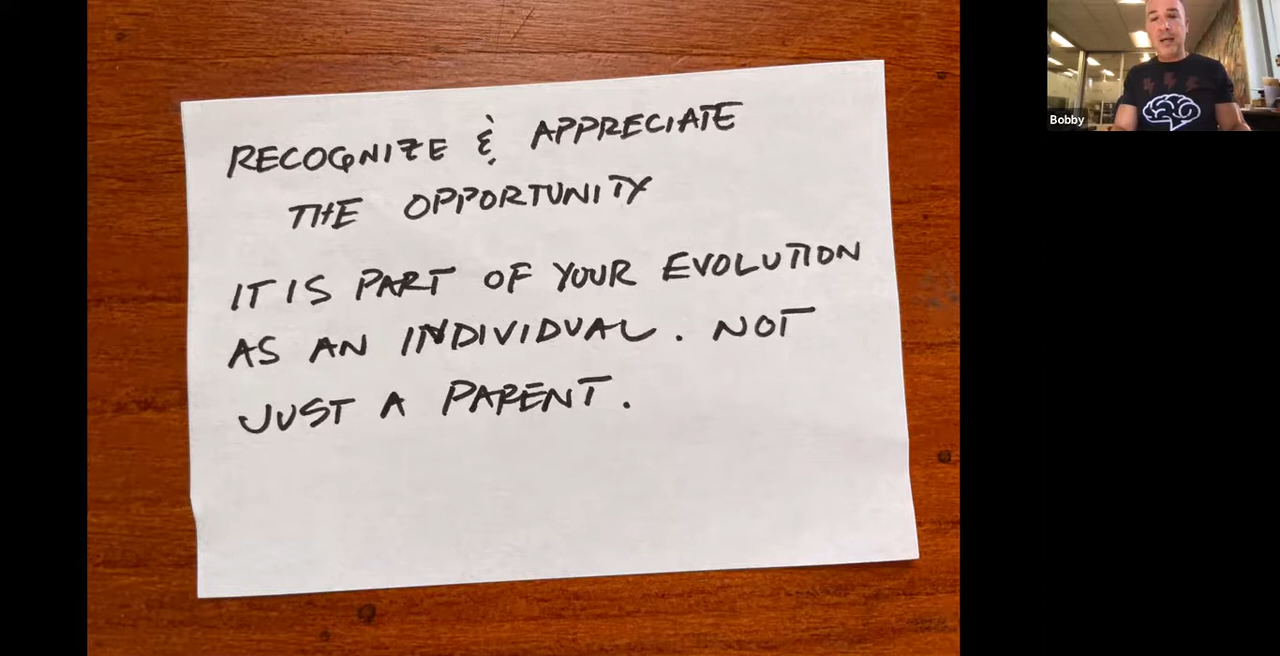 RECOGNIZE & APPRECIATE
THE OPPORTUNITY
IT IS PART OF YOUR EVOLUTION
AS AN INDIVIDUAL. NOT
JUST A PARENT.
Bobby